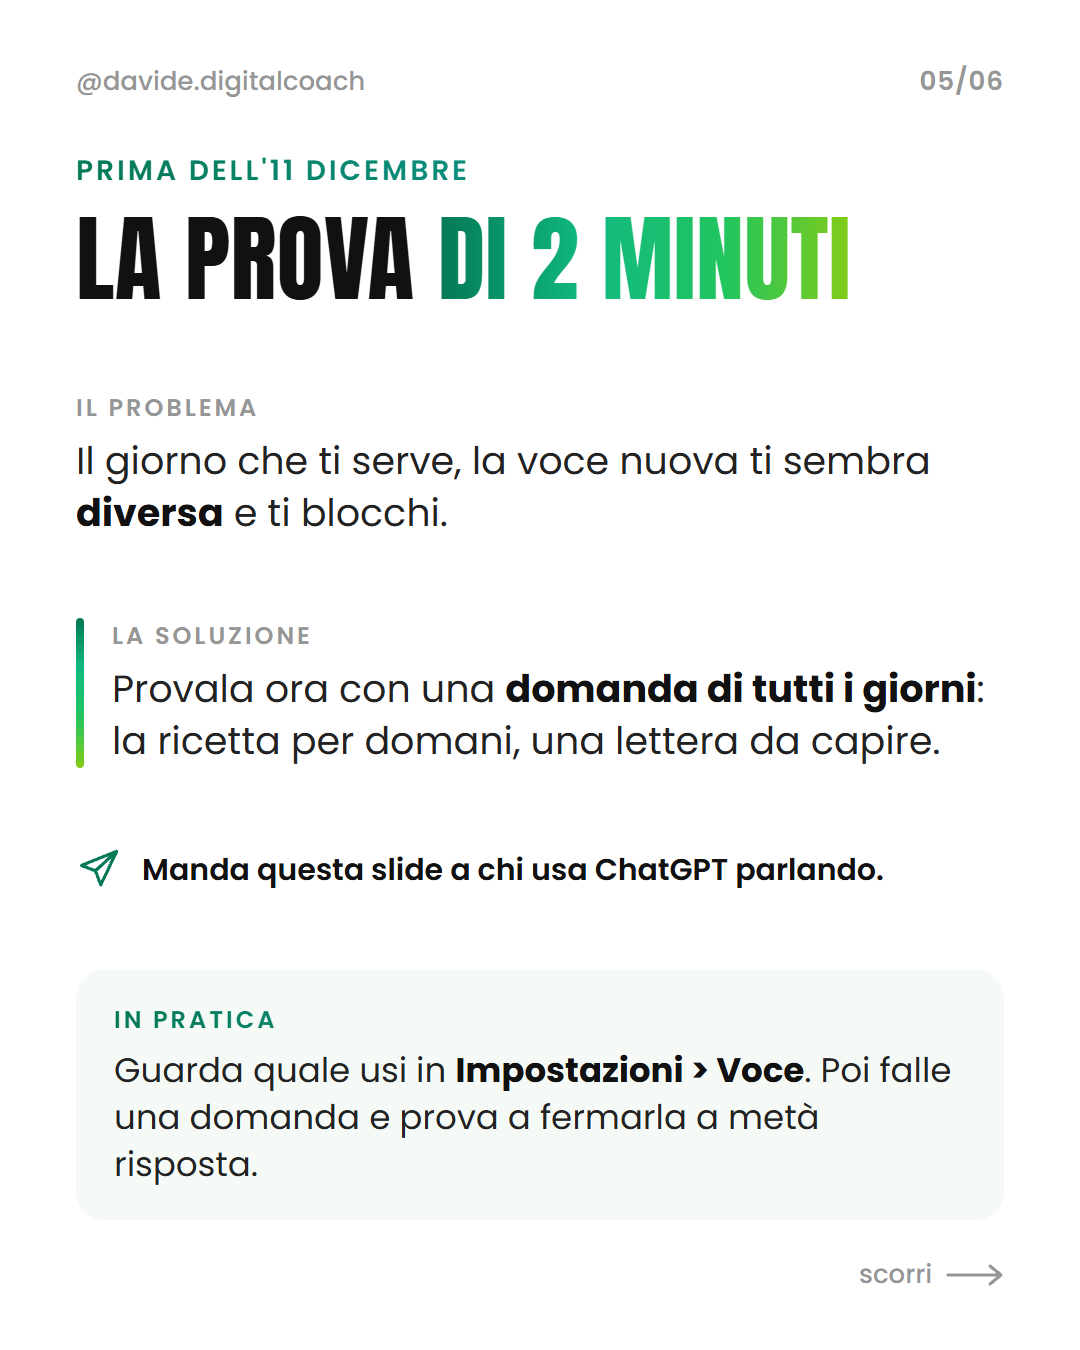 @davide.digitalcoach
05/06
PRIMA DELL'11 DICEMBRE
LA PROVA DI 2 MINUTI
IL PROBLEMA
Il giorno che ti serve, la voce nuova ti sembra
diversa e ti blocchi.
LA SOLUZIONE
Provala ora con una domanda di tutti i giorni:
la ricetta per domani, una lettera da capire.
Manda questa slide a chi usa ChatGPT parlando.
IN PRATICA
Guarda quale usi in Impostazioni > Voce. Poi falle
una domanda e prova a fermarla a metà
risposta.
scorri